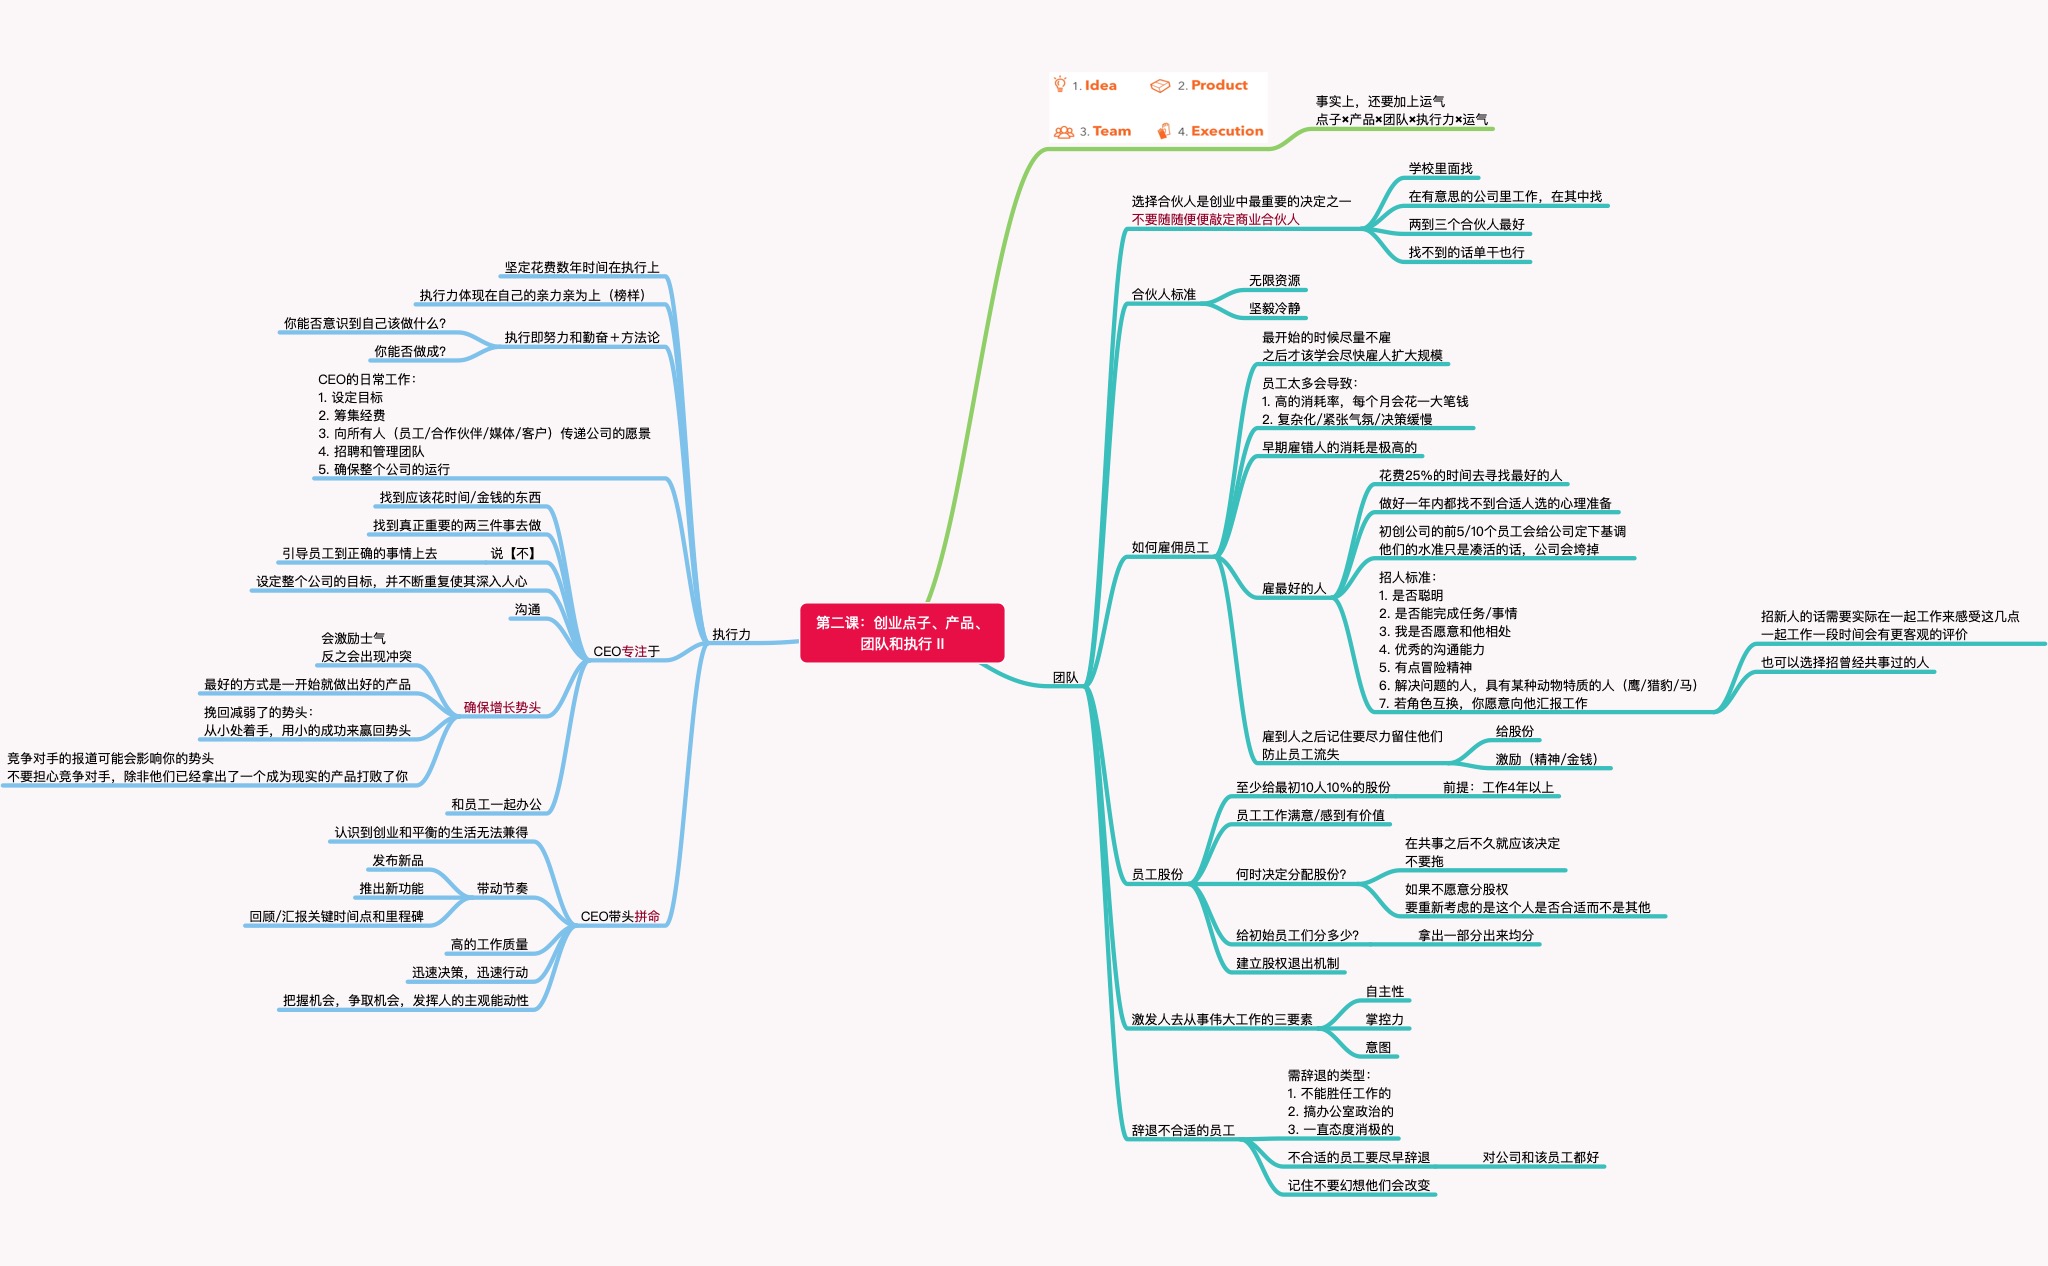 第二课：创业点子、产品、
团队和执行 II
1. Idea
2. Product
3. Team
4. Execution
事实上，还要加上运气
点子×产品×团队×执行力×运气
团队
选择合伙人是创业中最重要的决定之一
不要随随便便敲定商业合伙人
学校里面找
在有意思的公司里工作，在其中找
两到三个合伙人最好
找不到的话单干也行
合伙人标准
无限资源
坚毅冷静
如何雇佣员工
最开始的时候尽量不雇
之后才该学会尽快雇人扩大规模
员工太多会导致：
1. 高的消耗率，每个月会花一大笔钱
2. 复杂化/紧张气氛/决策缓慢
早期雇错人的消耗是极高的
雇最好的人
花费25%的时间去寻找最好的人
做好一年内都找不到合适人选的心理准备
初创公司的前5/10个员工会给公司定下基调
他们的水准只是凑活的话，公司会垮掉
招人标准：
1. 是否聪明
2. 是否能完成任务/事情
3. 我是否愿意和他相处
4. 优秀的沟通能力
5. 有点冒险精神
6. 解决问题的人，具有某种动物特质的人（鹰/猎豹/马）
7. 若角色互换，你愿意向他汇报工作
招新人的话需要实际在一起工作来感受这几点
一起工作一段时间会有更客观的评价
也可以选择招曾经共事过的人
雇到人之后记住要尽力留住他们
防止员工流失
给股份
激励（精神/金钱）
员工股份
至少给最初10人10%的股份
前提：工作4年以上
员工工作满意/感到有价值
何时决定分配股份？
在共事之后不久就应该决定
不要拖
如果不愿意分股权
要重新考虑的是这个人是否合适而不是其他
给初始员工们分多少？
拿出一部分出来均分
建立股权退出机制
激发人去从事伟大工作的三要素
自主性
掌控力
意图
辞退不合适的员工
需辞退的类型：
1. 不能胜任工作的
2. 搞办公室政治的
3. 一直态度消极的
不合适的员工要尽早辞退
对公司和该员工都好
记住不要幻想他们会改变
执行力
坚定花费数年时间在执行上
执行力体现在自己的亲力亲为上（榜样）
执行即努力和勤奋＋方法论
你能否意识到自己该做什么？
你能否做成？
CEO的日常工作：
1. 设定目标
2. 筹集经费
3. 向所有人（员工/合作伙伴/媒体/客户）传递公司的愿景
4. 招聘和管理团队
5. 确保整个公司的运行
CEO专注于
找到应该花时间/金钱的东西
找到真正重要的两三件事去做
说【不】
引导员工到正确的事情上去
设定整个公司的目标，并不断重复使其深入人心
沟通
确保增长势头
会激励士气
反之会出现冲突
最好的方式是一开始就做出好的产品
挽回减弱了的势头：
从小处着手，用小的成功来赢回势头
竞争对手的报道可能会影响你的势头
不要担心竞争对手，除非他们已经拿出了一个成为现实的产品打败了你
和员工一起办公
CEO带头拼命
认识到创业和平衡的生活无法兼得
带动节奏
发布新品
推出新功能
回顾/汇报关键时间点和里程碑
高的工作质量
迅速决策，迅速行动
把握机会，争取机会，发挥人的主观能动性